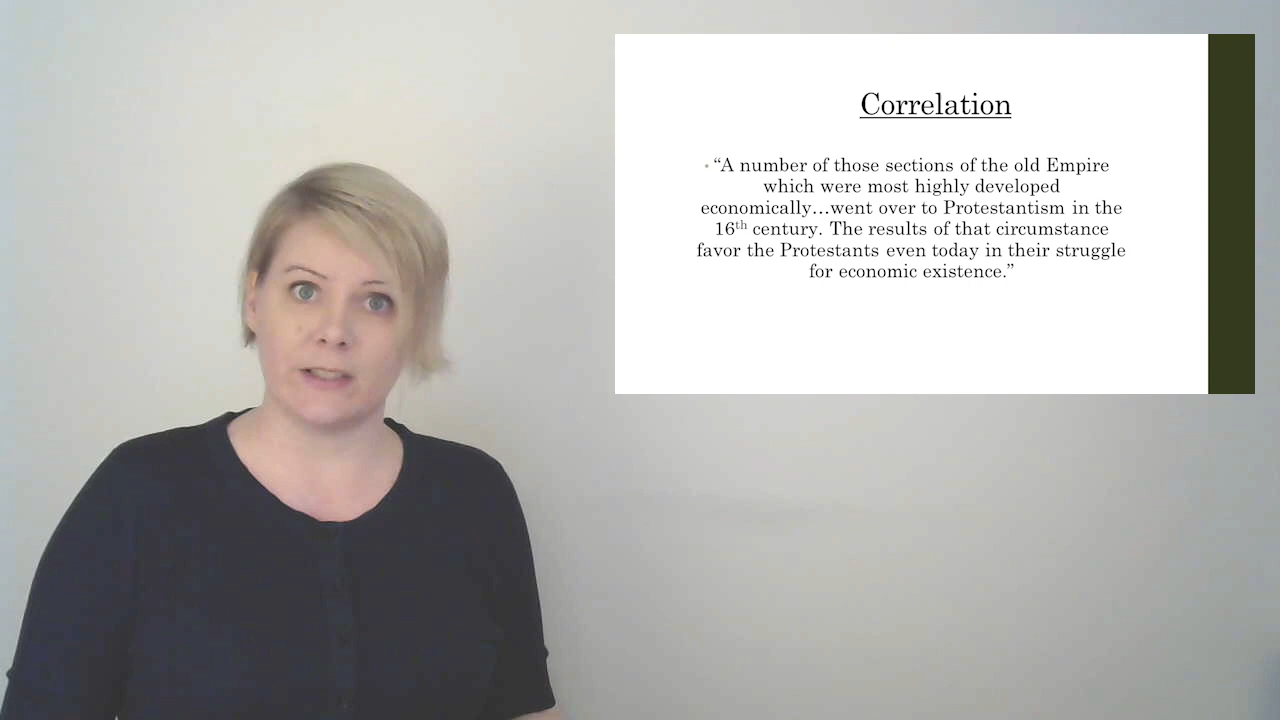 Correlation
• “A number of those sections of the old Empire
which were most highly developed
economically…went over to Protestantism in the
16th century. The results of that circumstance
favor the Protestants even today in their struggle
for economic existence.”